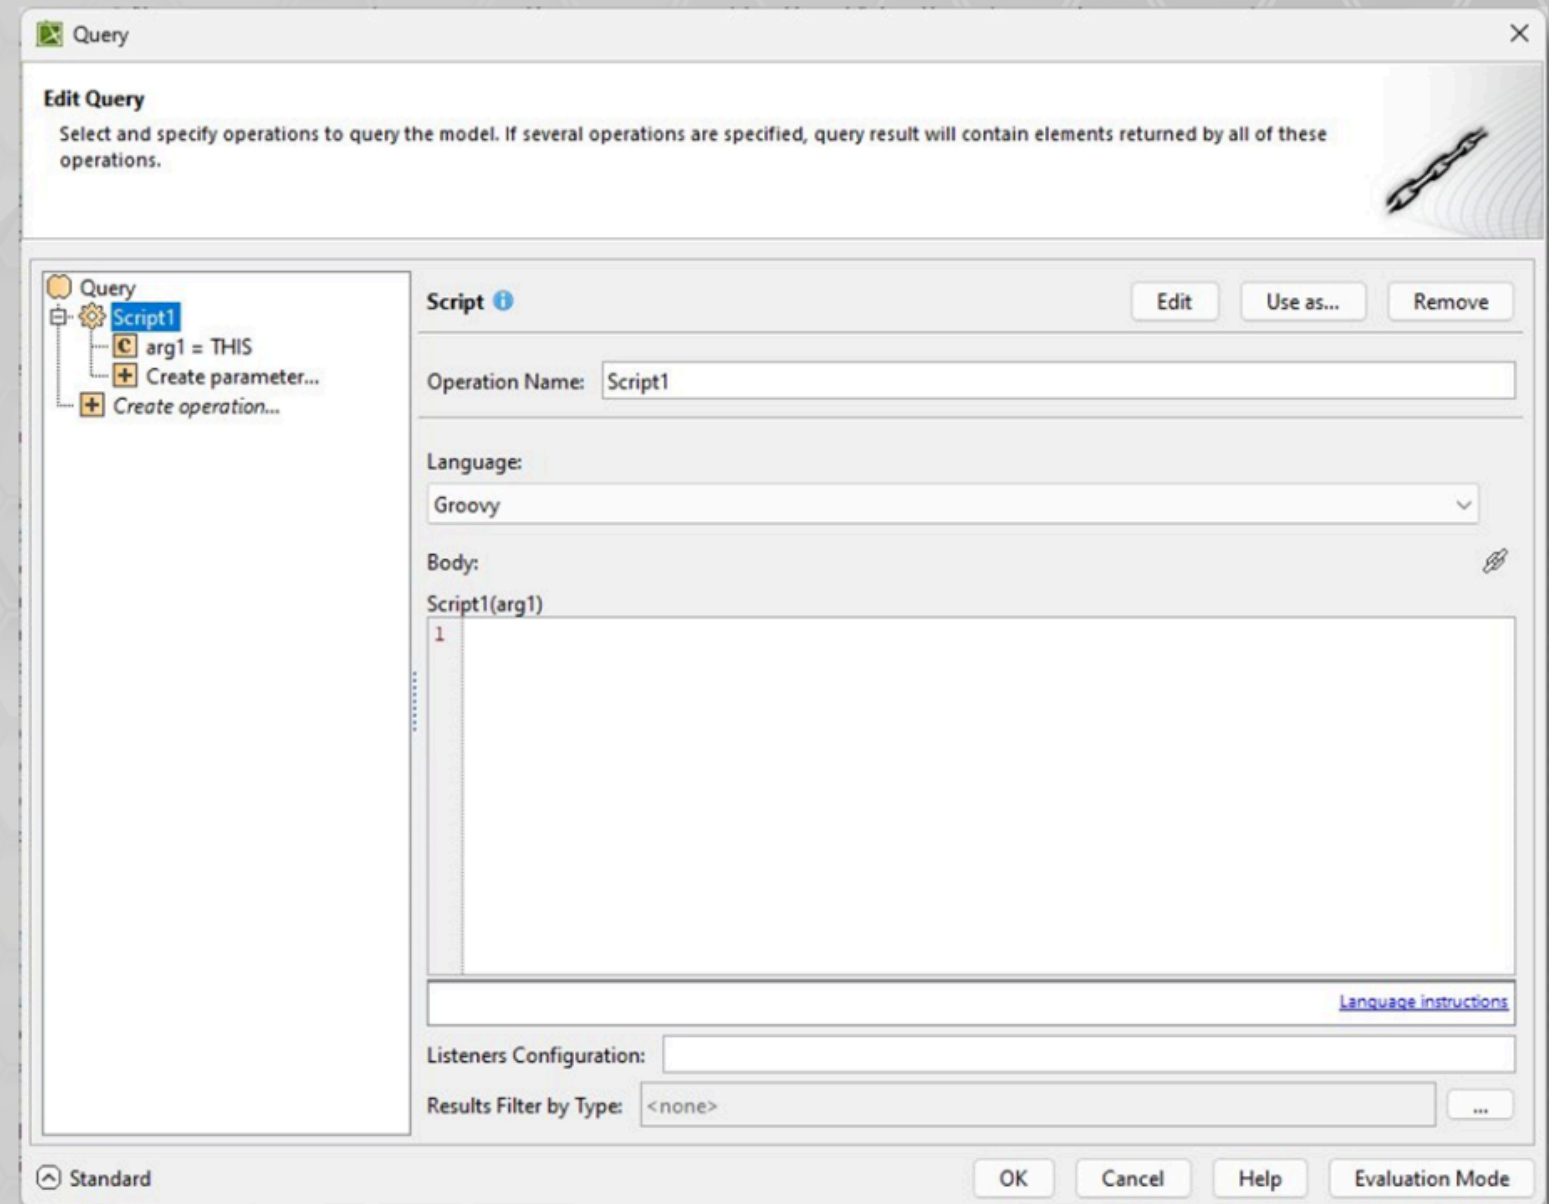 Query
Edit Query
Select and specify operations to query the model. If several operations are specified, query result will contain elements returned by all of these
operations.
Query
Script1
arg1 = THIS
Create parameter...
Create operation...
Script
Edit
Use as...
Remove
Operation Name:
Script1
Language:
Groovy
Body:
Script1(arg1)
1
Language instructions
Listeners Configuration:
Results Filter by Type:
<none>
...
Standard
OK
Cancel
Help
Evaluation Mode